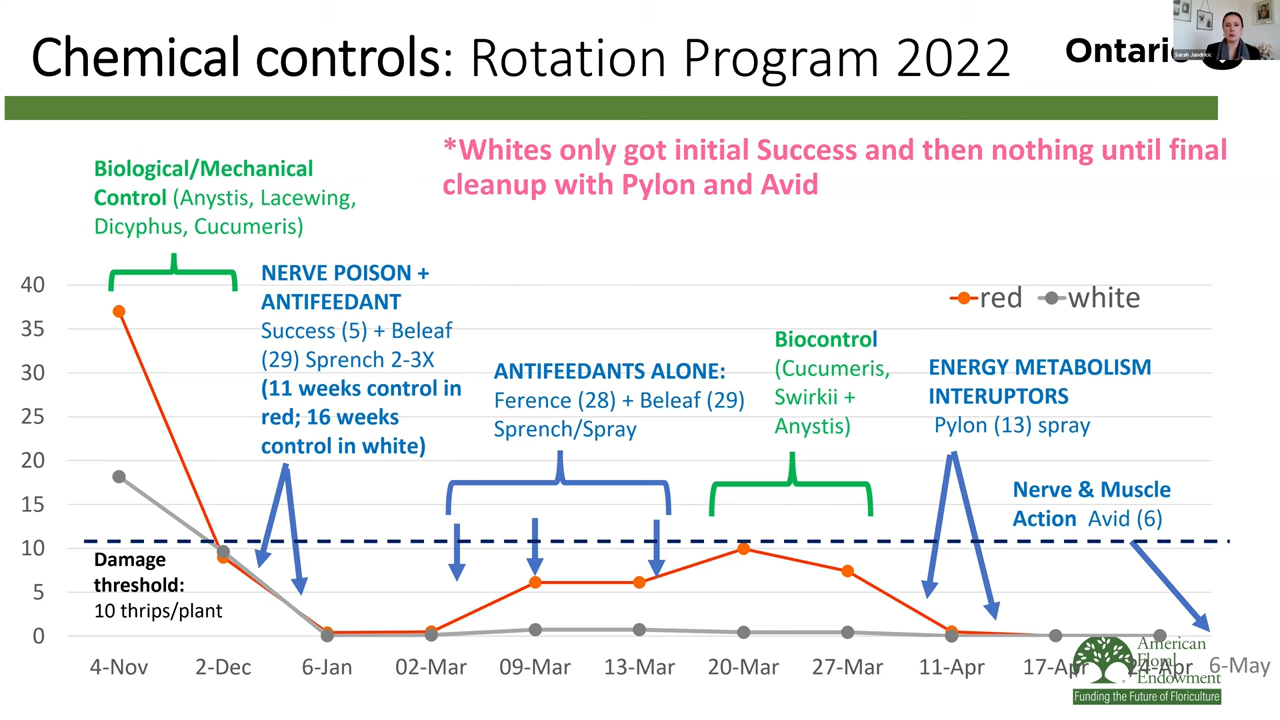 Chemical controls: Rotation Program 2022
Sarah Jandricic
*Whites only got initial Success and then nothing until final
cleanup with Pylon and Avid
Biological/Mechanical
Control (Anystis, Lacewing,
Dicyphus, Cucumeris)
NERVE POISON +
ANTIFEEDANT
Success (5) + Beleaf
(29) Sprench 2-3X
(11 weeks control in
red; 16 weeks
control in white)
ANTIFEEDANTS ALONE:
Ference (28) + Beleaf (29)
Sprench/Spray
red white
Biocontrol
(Cucumeris,
Swirkii +
Anystis)
ENERGY METABOLISM
INTERUPTORS
Pylon (13) spray
Nerve & Muscle
Action Avid (6)
Damage
threshold:
10 thrips/plant
40
35
30
25
20
15
10
5
0
4-Nov 2-Dec 6-Jan 02-Mar 09-Mar 13-Mar 20-Mar 27-Mar 11-Apr 17-Apr 24-Apr 6-May
American
Floral
Endowment
Funding the Future of Floriculture